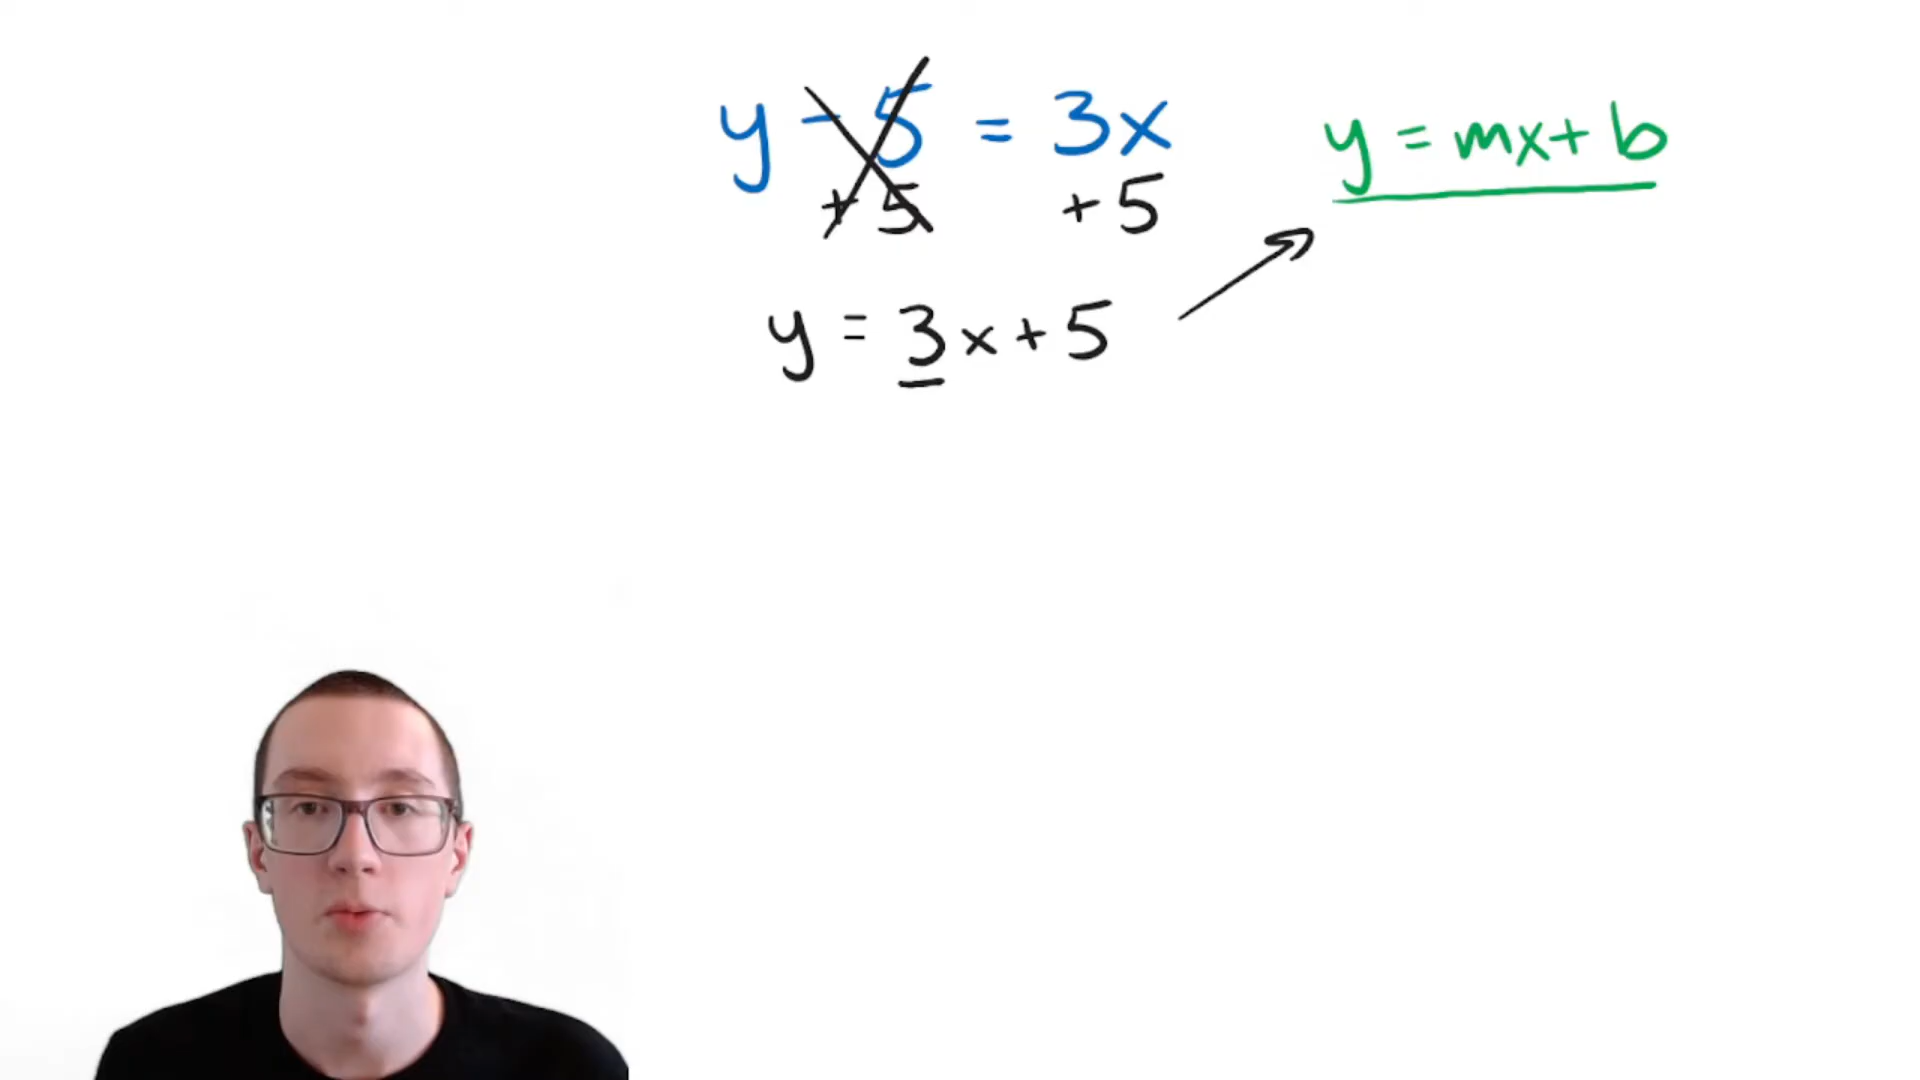 y - 5 = 3x
y = mx + b
+ 5 + 5
y = 3x + 5